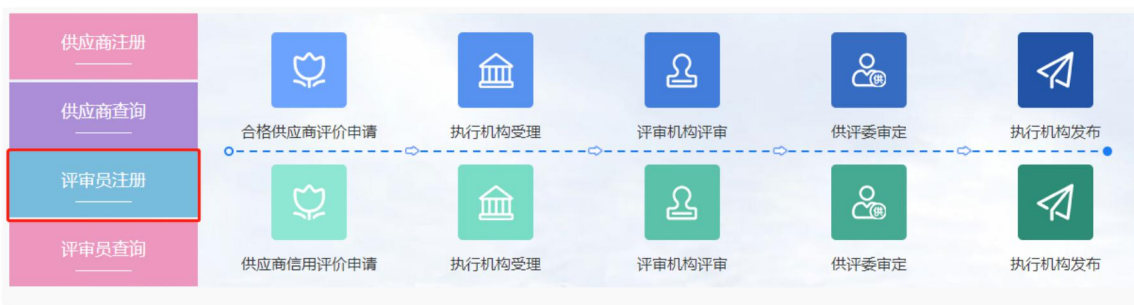 供应商注册
供应商查询
评审员注册
评审员查询
合格供应商评价申请
执行机构受理
评审机构评审
供评委审定
执行机构发布
供
供应商信用评价申请
执行机构受理
评审机构评审
供评委审定
执行机构发布
供